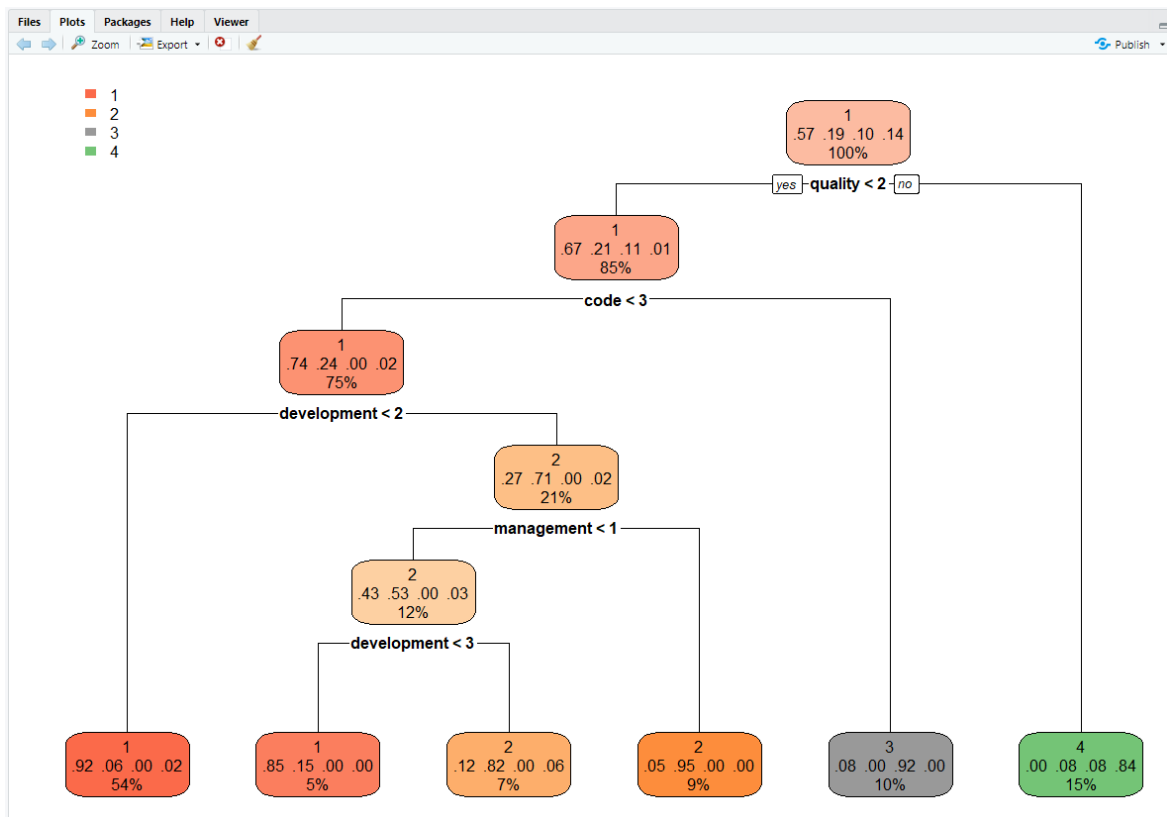 Files Plots Packages Help Viewer
Zoom Export Publish
1
2
3
4
1
.57 .19 .10 .14
100%
yes quality < 2 no
1
.67 .21 .11 .01
85%
code < 3
1
.74 .24 .00 .02
75%
development < 2
2
.27 .71 .00 .02
21%
management < 1
2
.43 .53 .00 .03
12%
development < 3
1
.92 .06 .00 .02
54%
1
.85 .15 .00 .00
5%
2
.12 .82 .00 .06
7%
2
.05 .95 .00 .00
9%
3
.08 .00 .92 .00
10%
4
.00 .08 .08 .84
15%